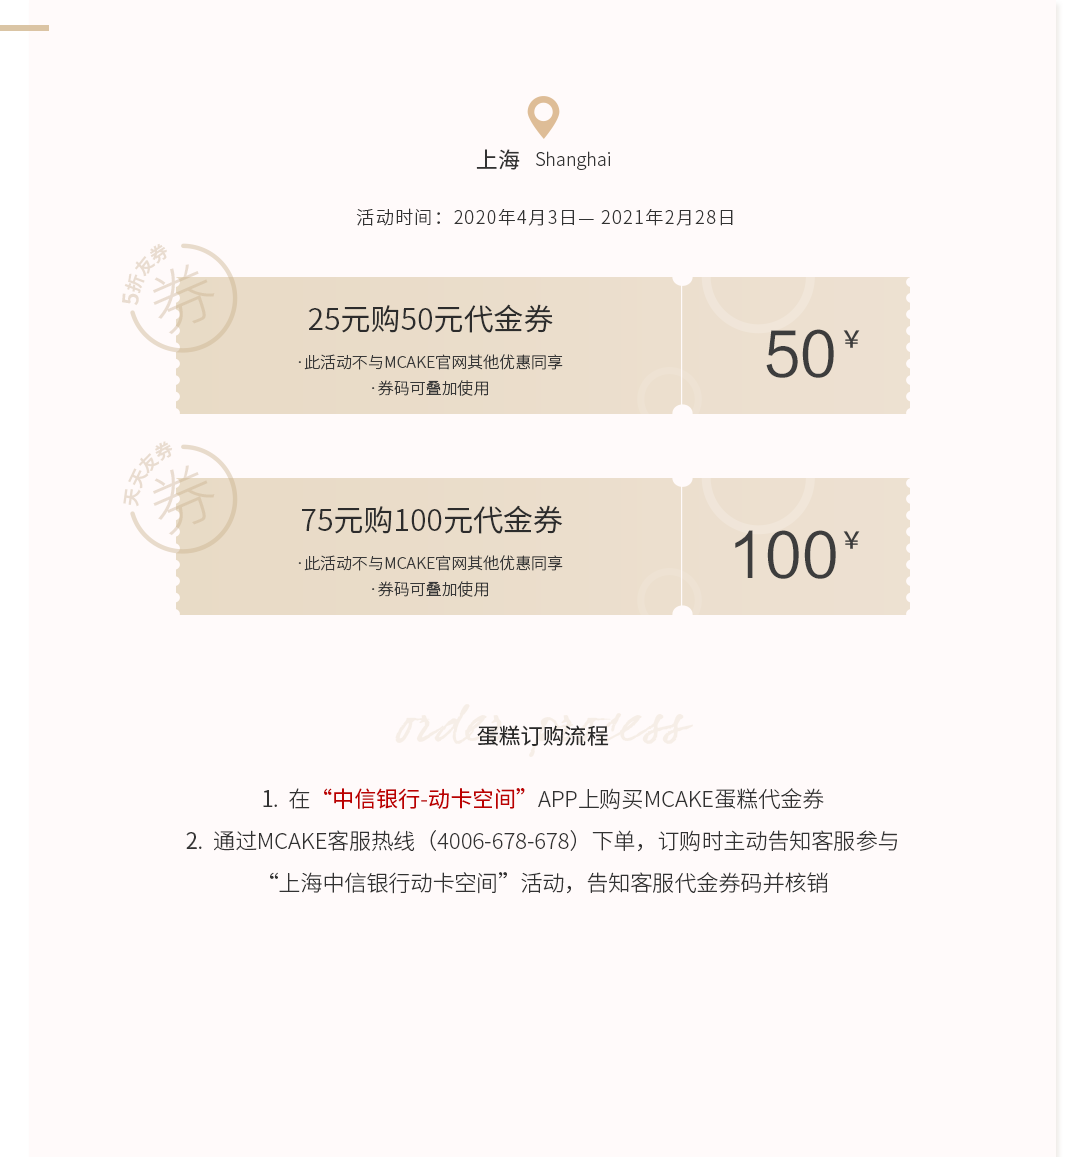 上海 Shanghai
活动时间：2020年4月3日— 2021年2月28日
5折友券
券
25元购50元代金券
·此活动不与MCAKE官网其他优惠同享
·券码可叠加使用
50¥
天天友券
券
75元购100元代金券
·此活动不与MCAKE官网其他优惠同享
·券码可叠加使用
100¥
order process
蛋糕订购流程
1. 在“中信银行-动卡空间”APP上购买MCAKE蛋糕代金券
2. 通过MCAKE客服热线（4006-678-678）下单，订购时主动告知客服参与
“上海中信银行动卡空间”活动，告知客服代金券码并核销